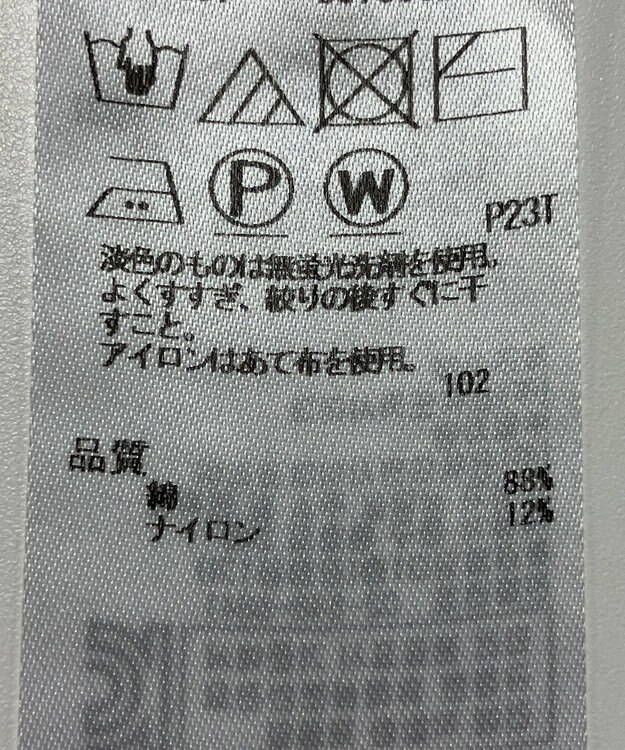 P
W
P23T
淡色のものは無蛍光洗剤を使用。
よくすすぎ、絞りの後すぐに干
すこと。
アイロンはあて布を使用。
102
品質
綿 88%
ナイロン 12%